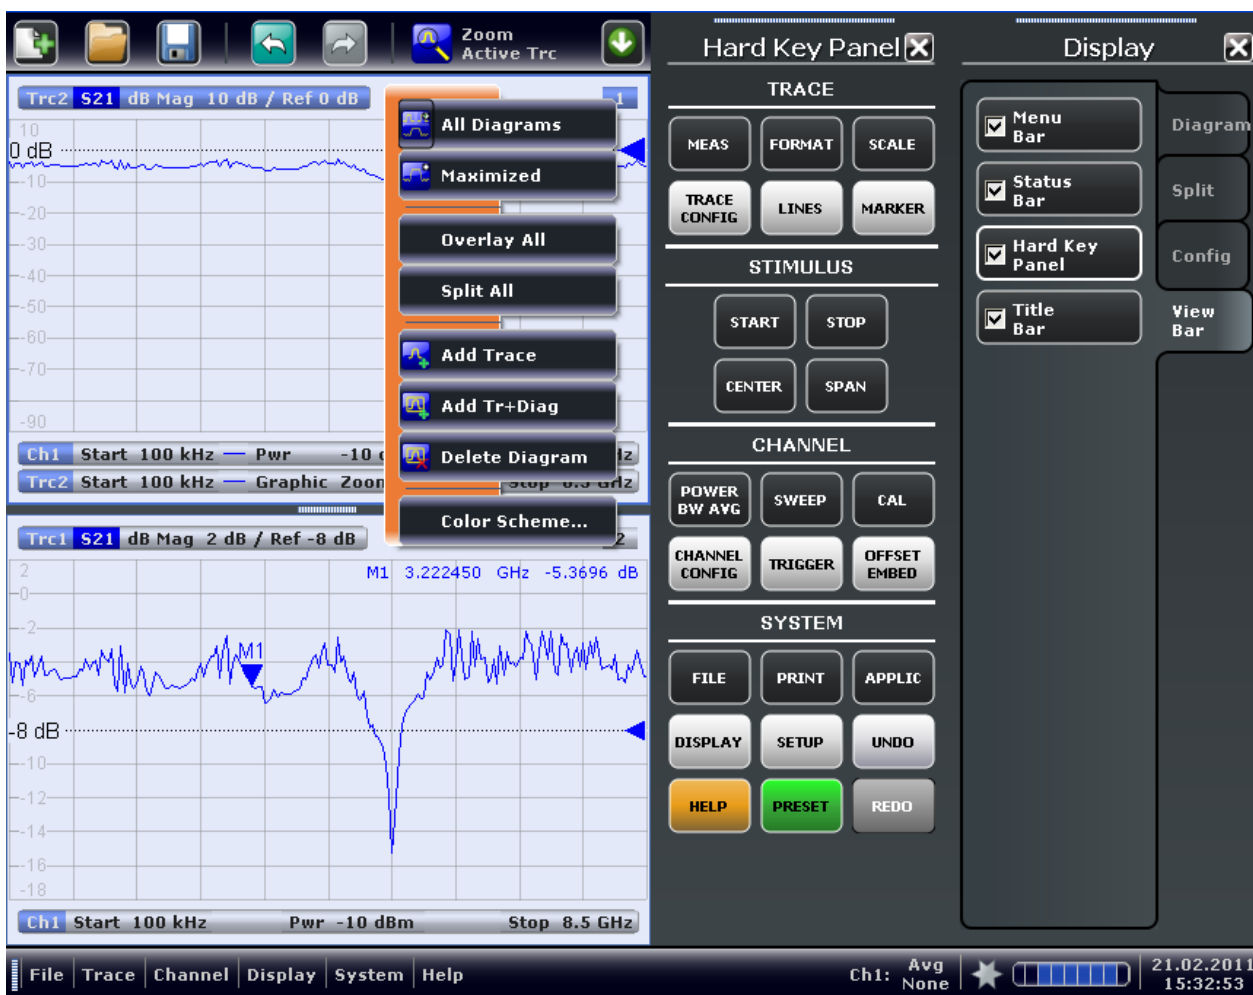 Zoom
Active Trc
Hard Key Panel
Display
Trc2 S21 dB Mag 10 dB / Ref 0 dB
1
10
0 dB
-10
-20
-30
-40
-50
-60
-70
-90
Ch1 Start 100 kHz — Pwr -10
Trc2 Start 100 kHz — Graphic Zoom Stop 8.5 GHz
All Diagrams
Maximized
Overlay All
Split All
Add Trace
Add Tr+Diag
Delete Diagram
Color Scheme...
Trc1 S21 dB Mag 2 dB / Ref -8 dB
2
M1 3.222450 GHz -5.3696 dB
2
-0
-2
M1
-6
-8 dB
-10
-12
-14
-16
-18
Ch1 Start 100 kHz Pwr -10 dBm Stop 8.5 GHz
TRACE
MEAS
FORMAT
SCALE
TRACE
CONFIG
LINES
MARKER
STIMULUS
START
STOP
CENTER
SPAN
CHANNEL
POWER
BW AVG
SWEEP
CAL
CHANNEL
CONFIG
TRIGGER
OFFSET
EMBED
SYSTEM
FILE
PRINT
APPLIC
DISPLAY
SETUP
UNDO
HELP
PRESET
REDO
Menu
Bar
Status
Bar
Hard Key
Panel
Title
Bar
Diagram
Split
Config
View
Bar
File Trace Channel Display System Help
Ch1: Avg
None
21.02.2011
15:32:53